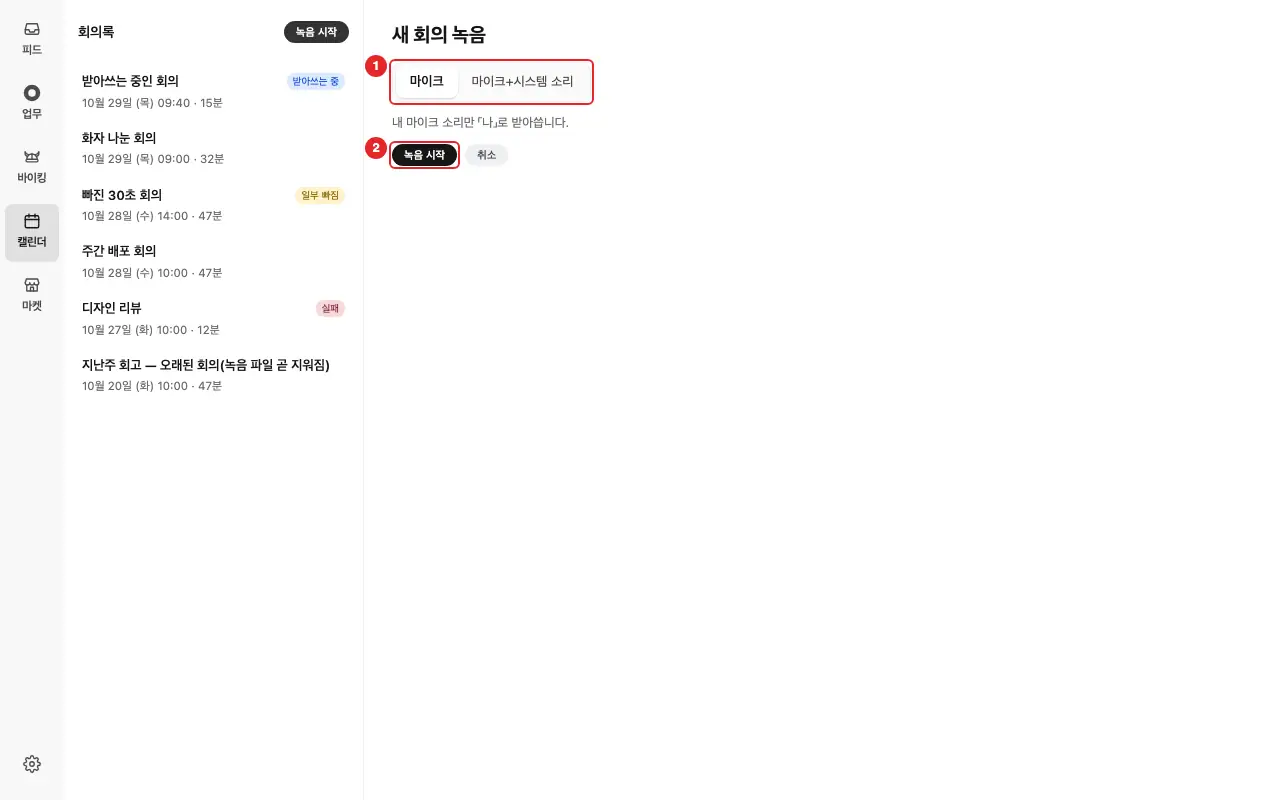 피드
업무
바이킹
캘린더
마켓
회의록
녹음 시작
받아쓰는 중인 회의
받아쓰는 중
10월 29일 (목) 09:40 · 15분
화자 나눈 회의
10월 29일 (목) 09:00 · 32분
빠진 30초 회의
일부 빠짐
10월 28일 (수) 14:00 · 47분
주간 배포 회의
10월 28일 (수) 10:00 · 47분
디자인 리뷰
실패
10월 27일 (화) 10:00 · 12분
지난주 회고 — 오래된 회의(녹음 파일 곧 지워짐)
10월 20일 (화) 10:00 · 47분
새 회의 녹음
1
마이크
마이크+시스템 소리
내 마이크 소리만 「나」로 받아씁니다.
2
녹음 시작
취소